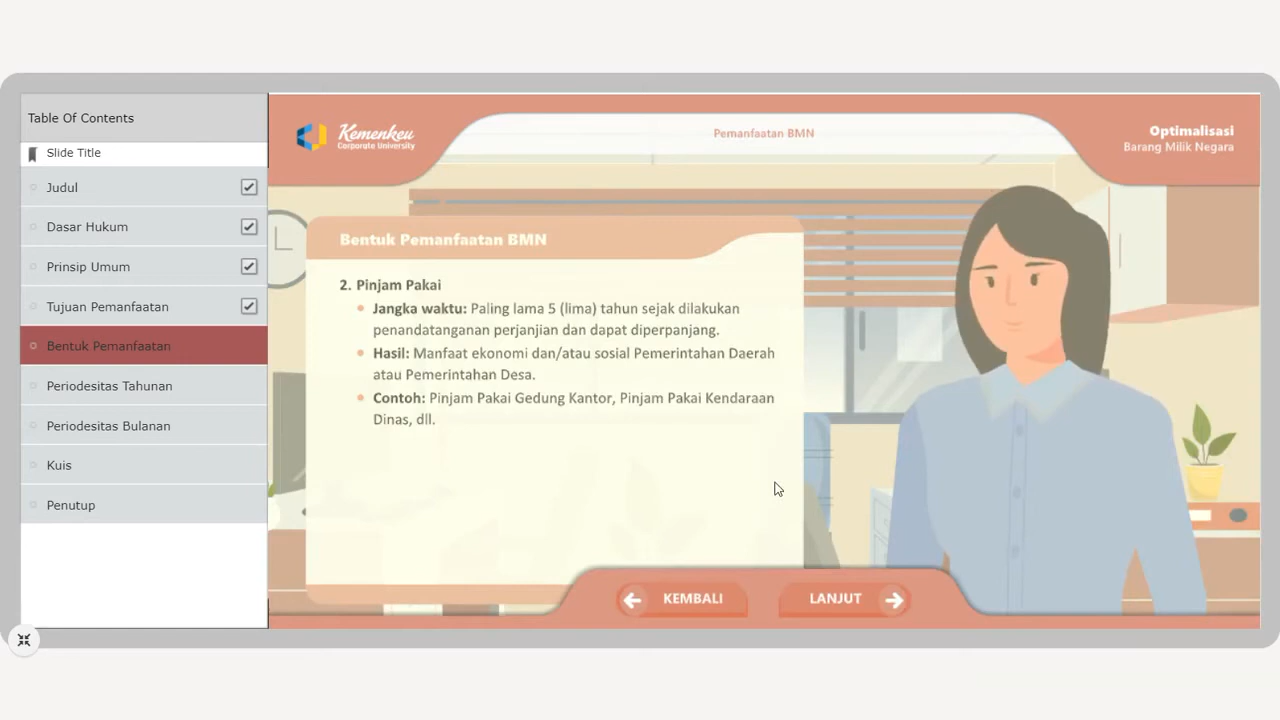 Table Of Contents
Slide Title
Judul
Dasar Hukum
Prinsip Umum
Tujuan Pemanfaatan
Bentuk Pemanfaatan
Periodesitas Tahunan
Periodesitas Bulanan
Kuis
Penutup
Kemenkeu
Corporate University
Pemanfaatan BMN
Optimalisasi
Barang Milik Negara
Bentuk Pemanfaatan BMN
2. Pinjam Pakai
• Jangka waktu: Paling lama 5 (lima) tahun sejak dilakukan
penandatanganan perjanjian dan dapat diperpanjang.
• Hasil: Manfaat ekonomi dan/atau sosial Pemerintahan Daerah
atau Pemerintahan Desa.
• Contoh: Pinjam Pakai Gedung Kantor, Pinjam Pakai Kendaraan
Dinas, dll.
KEMBALI
LANJUT